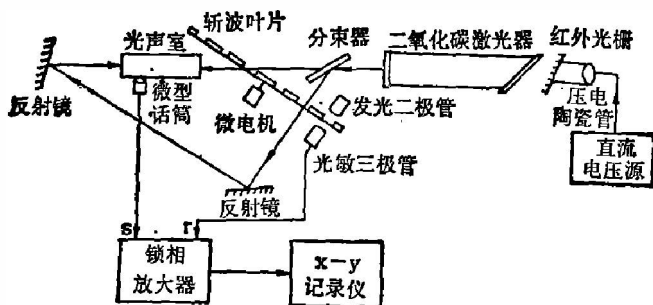 斩波叶片
光声室
分束器
二氧化碳激光器
红外光栅
反射镜
微型
话筒
微电机
发光二极管
压电
陶瓷管
光敏三极管
直流
电压源
反射镜
s
r
锁相
放大器
x-y
记录仪